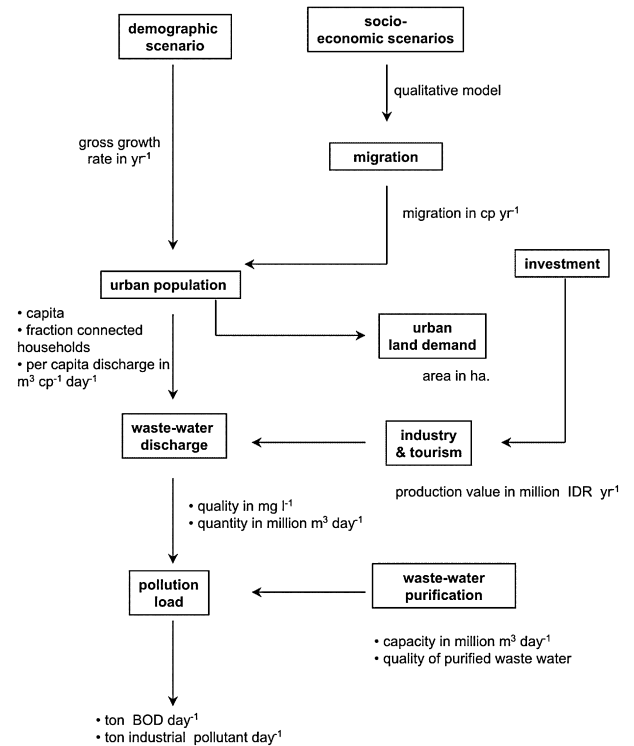 demographic
scenario
socio-
economic scenarios
qualitative model
gross growth
rate in yr-1
migration
migration in cp yr-1
investment
urban population
• capita
• fraction connected
households
• per capita discharge in
m³ cp-1 day-1
urban
land demand
area in ha.
waste-water
discharge
industry
& tourism
production value in million IDR yr1
• quality in mg l-1
• quantity in million m³ day-1
pollution
load
waste-water
purification
• capacity in million m³ day-1
• quality of purified waste water
• ton BOD day-1
• ton industrial pollutant day-1